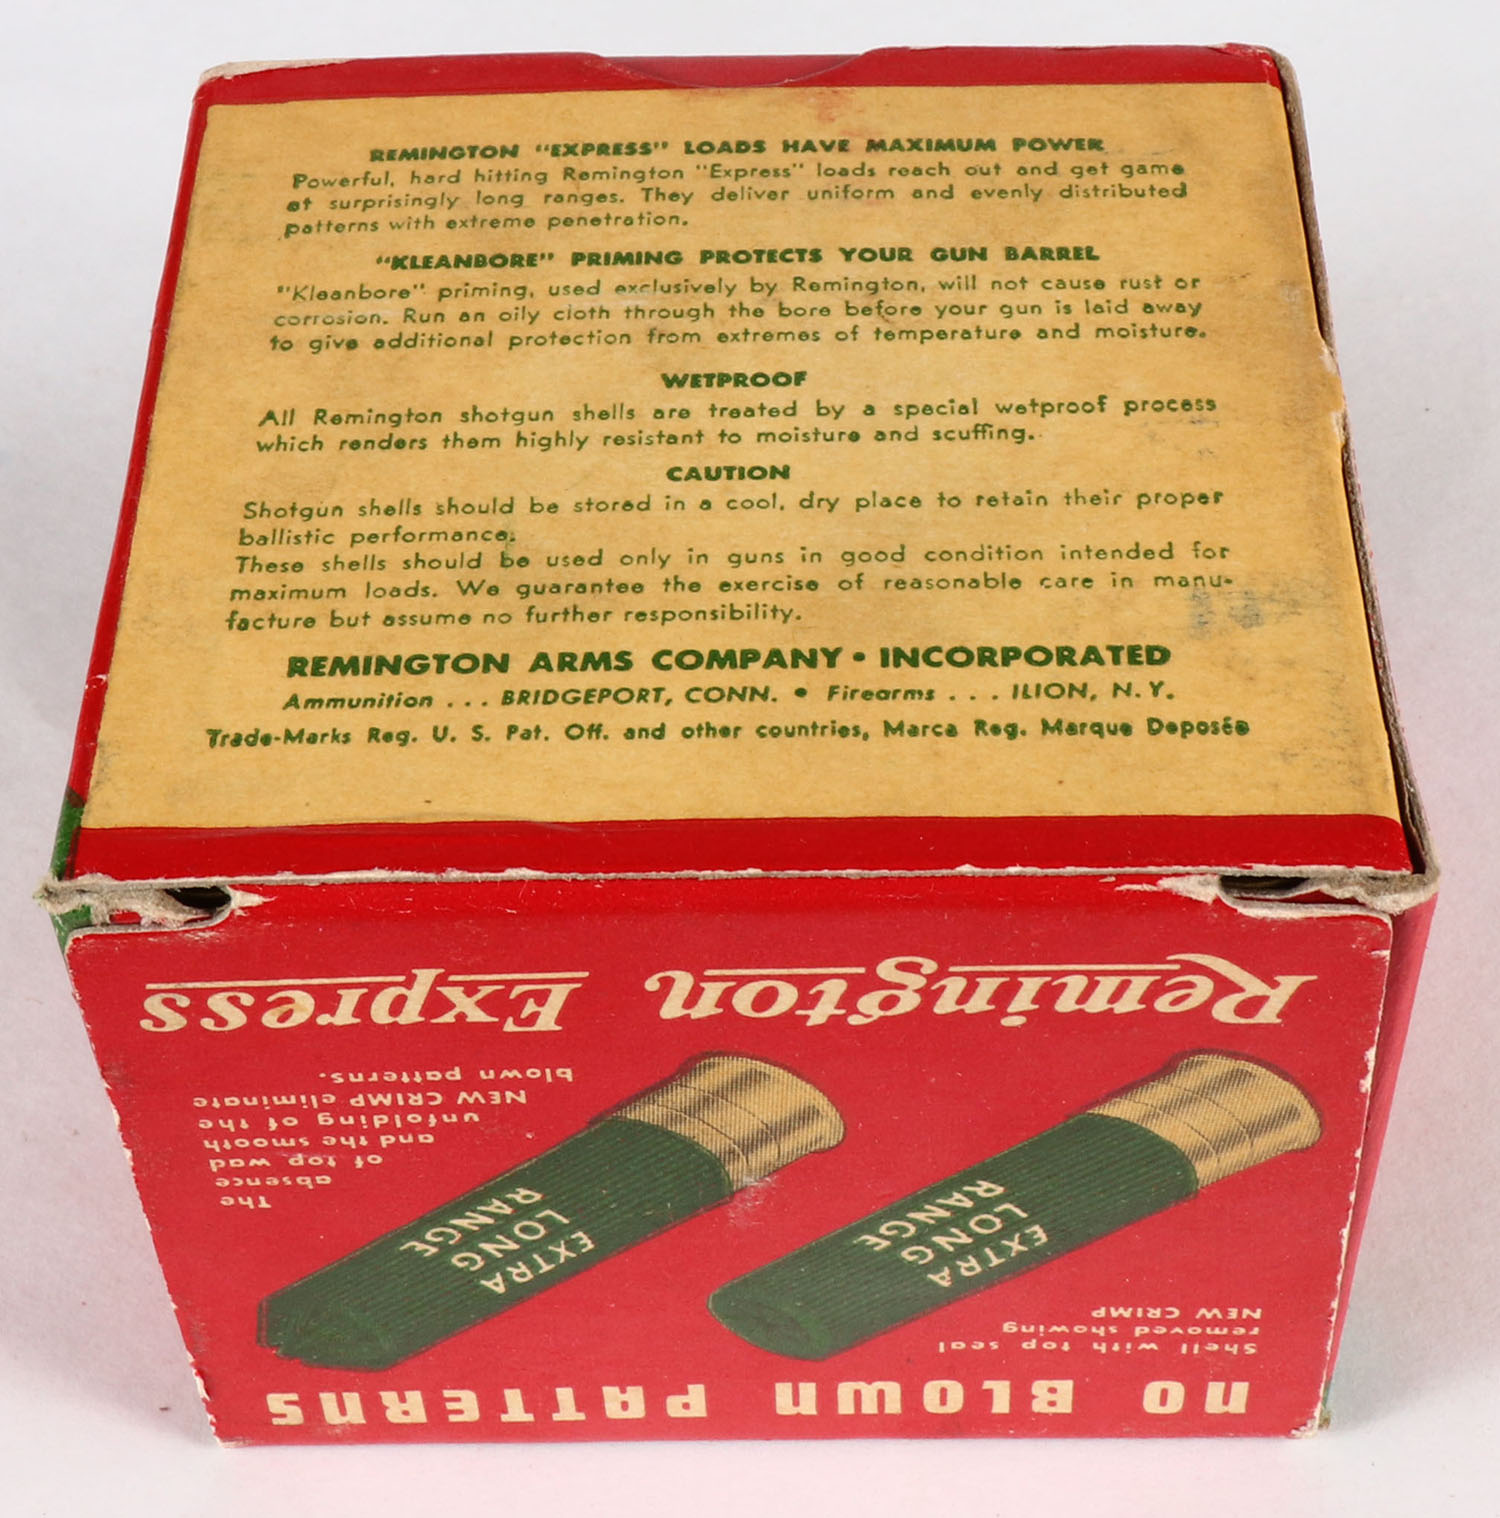 REMINGTON "EXPRESS" LOADS HAVE MAXIMUM POWER
Powerful, hard hitting Remington "Express" loads reach out and get game
at surprisingly long ranges. They deliver uniform and evenly distributed
patterns with extreme penetration.
"KLEANBORE" PRIMING PROTECTS YOUR GUN BARREL
"Kleanbore" priming, used exclusively by Remington, will not cause rust or
corrosion. Run an oily cloth through the bore before your gun is laid away
to give additional protection from extremes of temperature and moisture.
WETPROOF
All Remington shotgun shells are treated by a special wetproof process
which renders them highly resistant to moisture and scuffing.
CAUTION
Shotgun shells should be stored in a cool, dry place to retain their proper
ballistic performance.
These shells should be used only in guns in good condition intended for
maximum loads. We guarantee the exercise of reasonable care in manu-
facture but assume no further responsibility.
REMINGTON ARMS COMPANY • INCORPORATED
Ammunition . . . BRIDGEPORT, CONN. • Firearms . . . ILION, N. Y.
Trade-Marks Reg. U. S. Pat. Off. and other countries, Marca Reg. Marque Deposée
NO BLOWN PATTERNS
Shell with top seal
removed showing
NEW CRIMP
EXTRA
LONG
RANGE
EXTRA
LONG
RANGE
The
absence
of top wad
and the smooth
unfolding of the
NEW CRIMP eliminate
blown patterns.
Remington Express